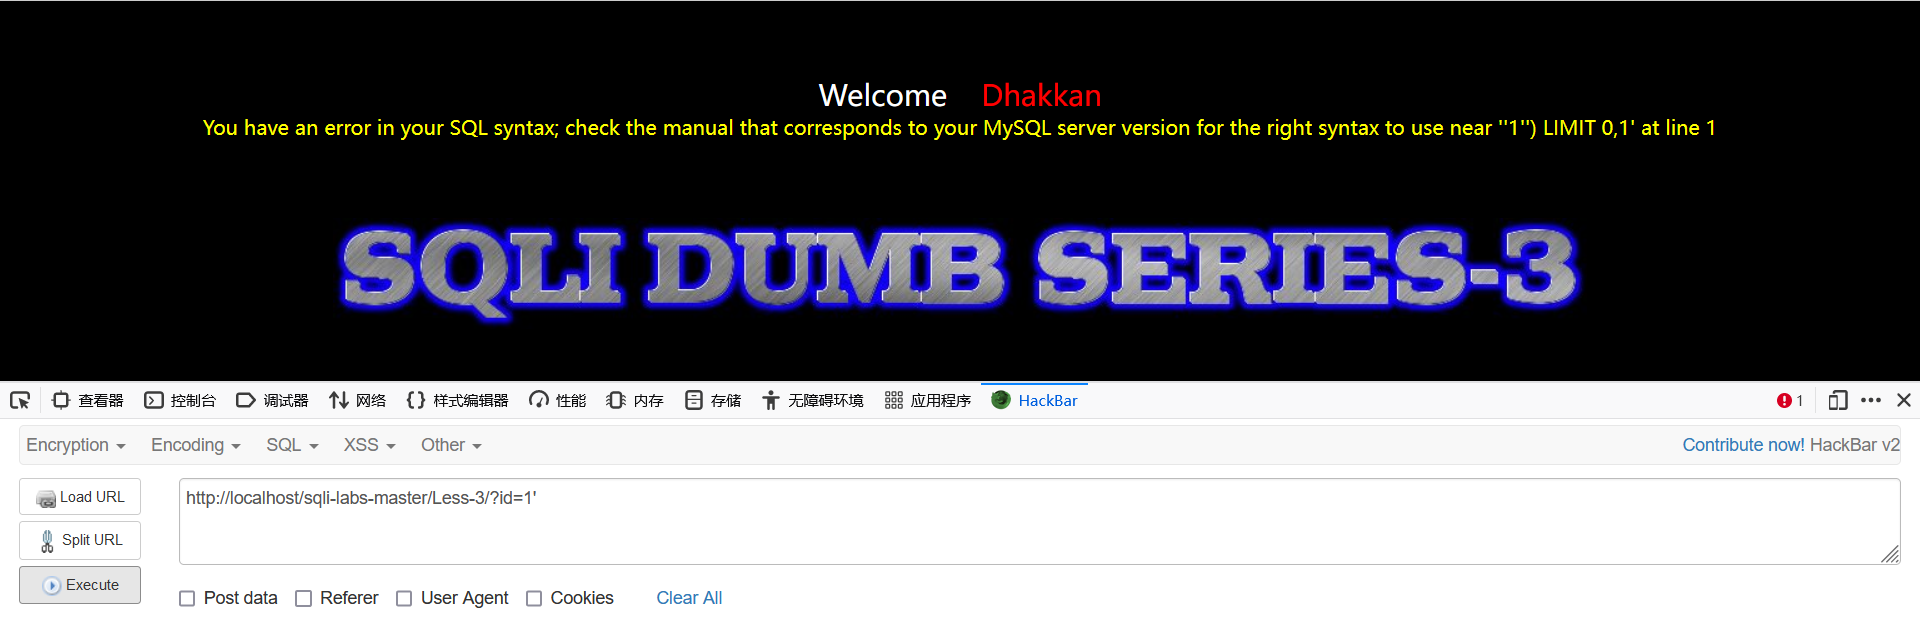 Welcome Dhakkan
You have an error in your SQL syntax; check the manual that corresponds to your MySQL server version for the right syntax to use near ''1'') LIMIT 0,1' at line 1
SQLI DUMB SERIES-3
查看器 控制台 调试器 网络 样式编辑器 性能 内存 存储 无障碍环境 应用程序 HackBar 1
Encryption Encoding SQL XSS Other Contribute now! HackBar v2
Load URL http://localhost/sqli-labs-master/Less-3/?id=1'
Split URL
Execute
Post data Referer User Agent Cookies Clear All